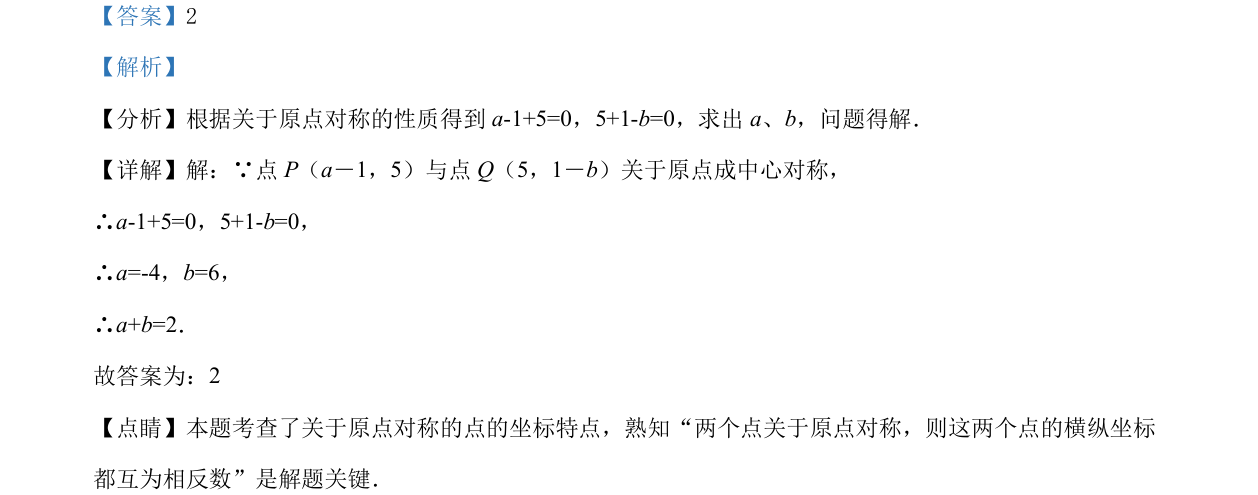 【答案】2
【解析】
【分析】根据关于原点对称的性质得到 a-1+5=0，5+1-b=0，求出 a、b，问题得解．
【详解】解：∵点 P（a－1，5）与点 Q（5，1－b）关于原点成中心对称，
∴a-1+5=0，5+1-b=0，
∴a=-4，b=6，
∴a+b=2．
故答案为：2
【点睛】本题考查了关于原点对称的点的坐标特点，熟知“两个点关于原点对称，则这两个点的横纵坐标
都互为相反数”是解题关键．